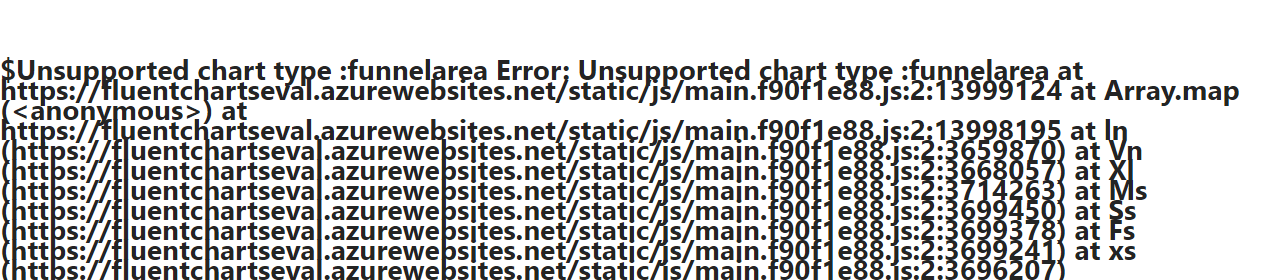 $Unsupported chart type :funnelarea Error: Unsupported chart type :funnelarea at
https://fluentchartseval.azurewebsites.net/static/js/main.f90f1e88.js:2:13999124 at Array.map
(<anonymous>) at
https://fluentchartseval.azurewebsites.net/static/js/main.f90f1e88.js:2:13998195 at In
(https://fluentchartseval.azurewebsites.net/static/js/main.f90f1e88.js:2:3659870) at Vn
(https://fluentchartseval.azurewebsites.net/static/js/main.f90f1e88.js:2:3668057) at Xl
(https://fluentchartseval.azurewebsites.net/static/js/main.f90f1e88.js:2:3714263) at Ms
(https://fluentchartseval.azurewebsites.net/static/js/main.f90f1e88.js:2:3699450) at Ss
(https://fluentchartseval.azurewebsites.net/static/js/main.f90f1e88.js:2:3699378) at Fs
(https://fluentchartseval.azurewebsites.net/static/js/main.f90f1e88.js:2:3699241) at xs
(https://fluentchartseval.azurewebsites.net/static/js/main.f90f1e88.js:2:3696207)